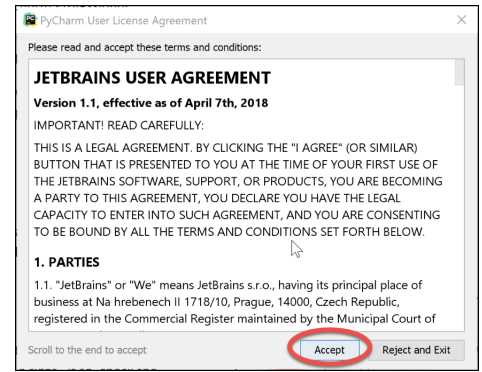 PyCharm User License Agreement
Please read and accept these terms and conditions:
JETBRAINS USER AGREEMENT
Version 1.1, effective as of April 7th, 2018
IMPORTANT! READ CAREFULLY:
THIS IS A LEGAL AGREEMENT. BY CLICKING THE "I AGREE" (OR SIMILAR)
BUTTON THAT IS PRESENTED TO YOU AT THE TIME OF YOUR FIRST USE OF
THE JETBRAINS SOFTWARE, SUPPORT, OR PRODUCTS, YOU ARE BECOMING
A PARTY TO THIS AGREEMENT, YOU DECLARE YOU HAVE THE LEGAL
CAPACITY TO ENTER INTO SUCH AGREEMENT, AND YOU ARE CONSENTING
TO BE BOUND BY ALL THE TERMS AND CONDITIONS SET FORTH BELOW.
1. PARTIES
1.1. "JetBrains" or "We" means JetBrains s.r.o., having its principal place of
business at Na hrebenech II 1718/10, Prague, 14000, Czech Republic,
registered in the Commercial Register maintained by the Municipal Court of
Scroll to the end to accept
Accept
Reject and Exit